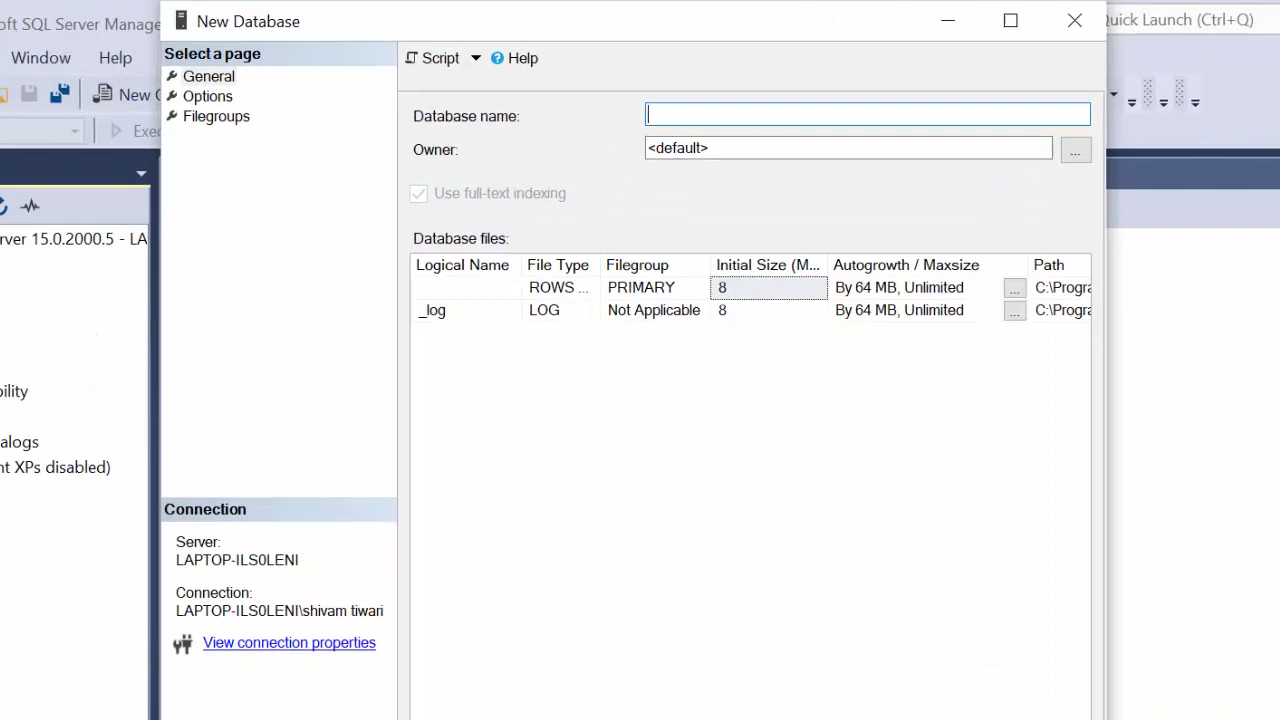 oft SQL Server Manage
New Database
Quick Launch (Ctrl+Q)
Window Help
New
Exec
rver 15.0.2000.5 - LA
bility
alogs
nt XPs disabled)
Select a page
General
Options
Filegroups
Connection
Server:
LAPTOP-ILS0LENI
Connection:
LAPTOP-ILS0LENI\shivam tiwari
View connection properties
Script Help
Database name:
Owner: <default> ...
Use full-text indexing
Database files:
Logical Name File Type Filegroup Initial Size (M... Autogrowth / Maxsize Path
ROWS ... PRIMARY 8 By 64 MB, Unlimited ... C:\Progra
_log LOG Not Applicable 8 By 64 MB, Unlimited ... C:\Progra